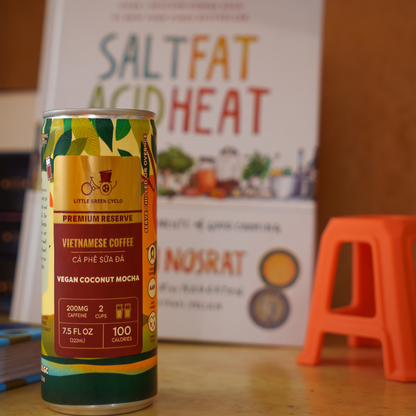 SALT FAT
ACID HEAT
NOSRAT
LITTLE GREEN CYCLO
PREMIUM RESERVE
VIETNAMESE COFFEE
CÀ PHÊ SỮA ĐÁ
VEGAN COCONUT MOCHA
200MG
CAFFEINE
2
CUPS
7.5 FL OZ
(222mL)
100
CALORIES